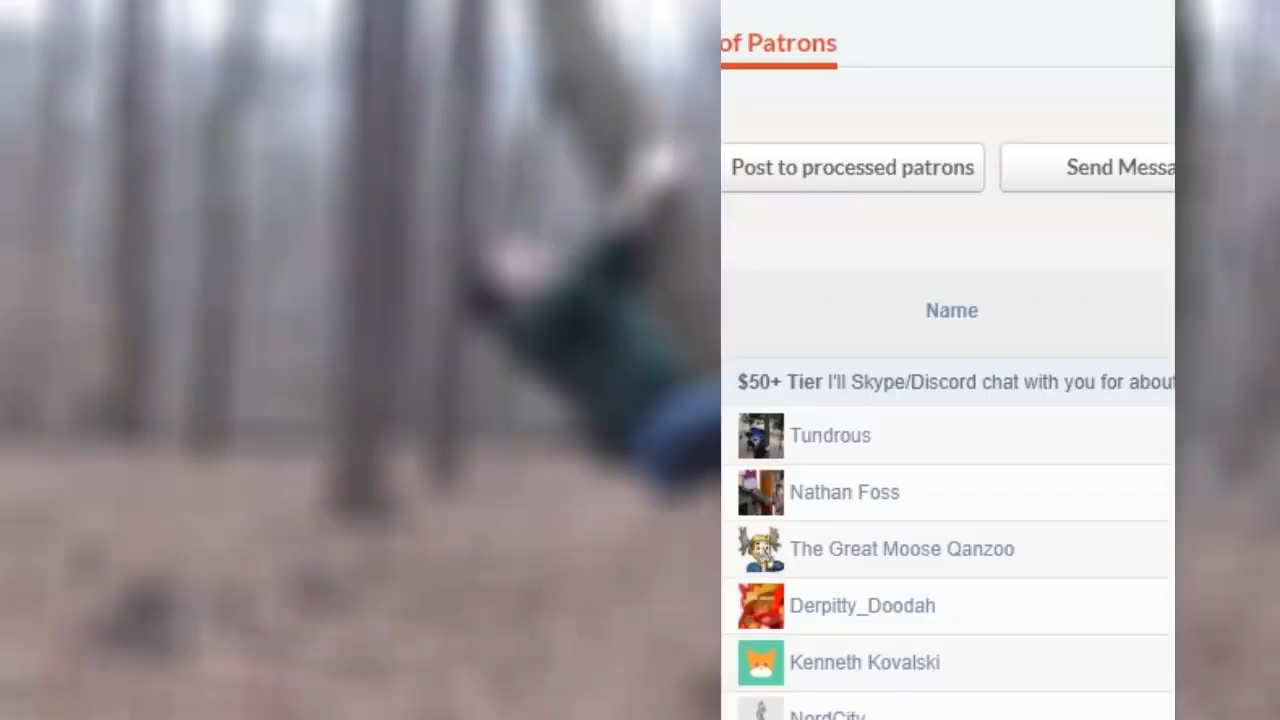 of Patrons
Post to processed patrons
Send Messa
Name
$50+ Tier I'll Skype/Discord chat with you for about
Tundrous
Nathan Foss
The Great Moose Qanzoo
Derpitty_Doodah
Kenneth Kovalski
NordCity